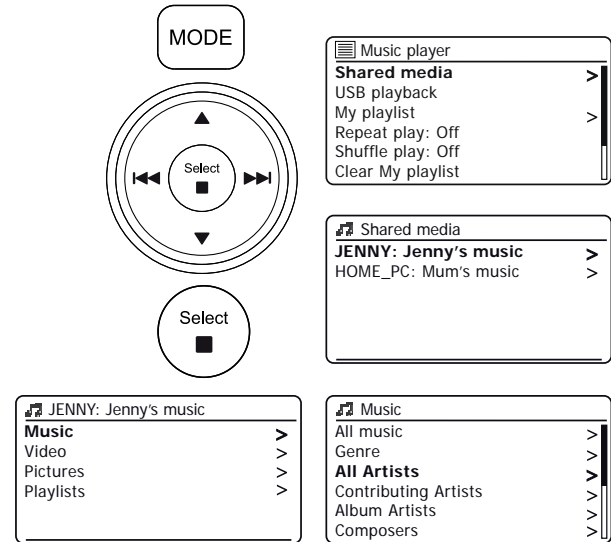 MODE
Select
Select
Music player
Shared media >
USB playback
My playlist >
Repeat play: Off
Shuffle play: Off
Clear My playlist
Shared media
JENNY: Jenny's music >
HOME_PC: Mum's music >
JENNY: Jenny's music
Music >
Video >
Pictures >
Playlists >
Music
All music >
Genre >
All Artists >
Contributing Artists >
Album Artists >
Composers >